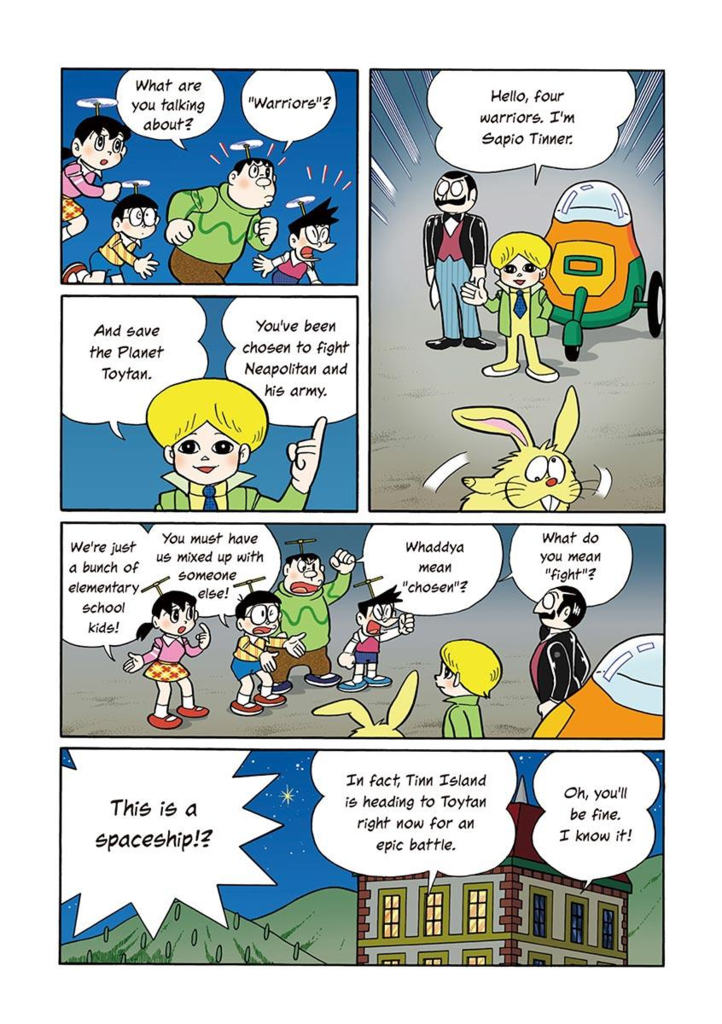 Hello, four
warriors. I'm
Sapio Tinner.
"Warriors"?
What are
you talking
about?
You've been
chosen to fight
Neapolitan and
his army.
And save
the Planet
Toytan.
What do
you mean
"fight"?
Whaddya
mean
"chosen"?
You must have
us mixed up with
someone
else!
We're just
a bunch of
elementary
school
kids!
Oh, you'll
be fine.
I know it!
In fact, Tinn Island
is heading to Toytan
right now for an
epic battle.
This is a
spaceship!?